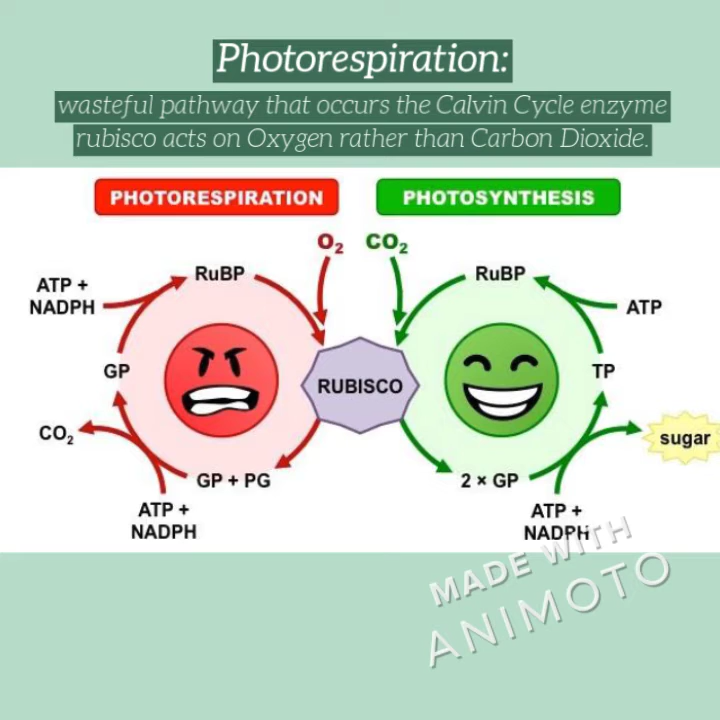 Photorespiration:
wasteful pathway that occurs the Calvin Cycle enzyme
rubisco acts on Oxygen rather than Carbon Dioxide.
PHOTORESPIRATION
PHOTOSYNTHESIS
O₂
CO₂
RuBP
RuBP
ATP +
NADPH
ATP
GP
RUBISCO
TP
CO₂
sugar
GP + PG
2 × GP
ATP +
NADPH
ATP +
NADPH
MADE WITH
ANIMOTO